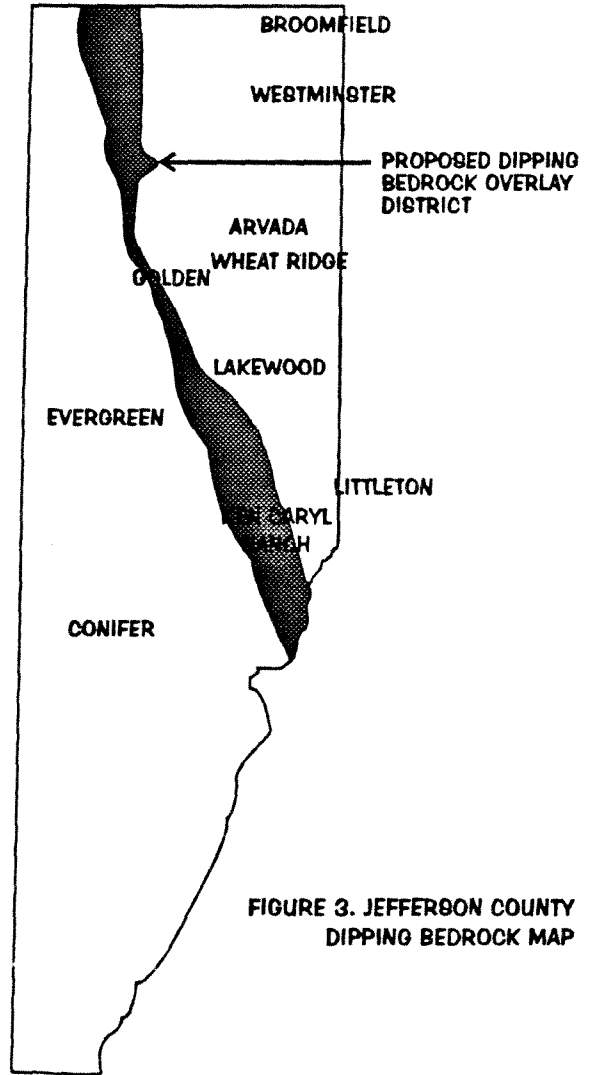 BROOMFIELD
WESTMINSTER
PROPOSED DIPPING
BEDROCK OVERLAY
DISTRICT
ARVADA
WHEAT RIDGE
GOLDEN
LAKEWOOD
EVERGREEN
LITTLETON
KEN CARYL
RANCH
CONIFER
FIGURE 3. JEFFERSON COUNTY
DIPPING BEDROCK MAP